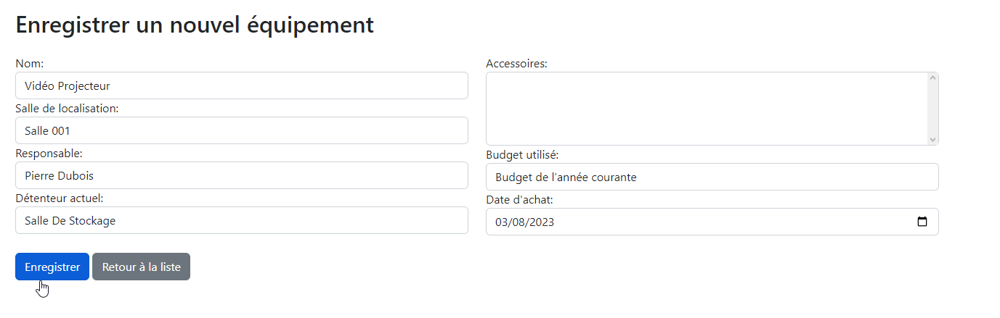 Enregistrer un nouvel équipement
Nom:
Vidéo Projecteur
Salle de localisation:
Salle 001
Responsable:
Pierre Dubois
Détenteur actuel:
Salle De Stockage
Accessoires:
Budget utilisé:
Budget de l’année courante
Date d'achat:
03/08/2023
Enregistrer Retour à la liste